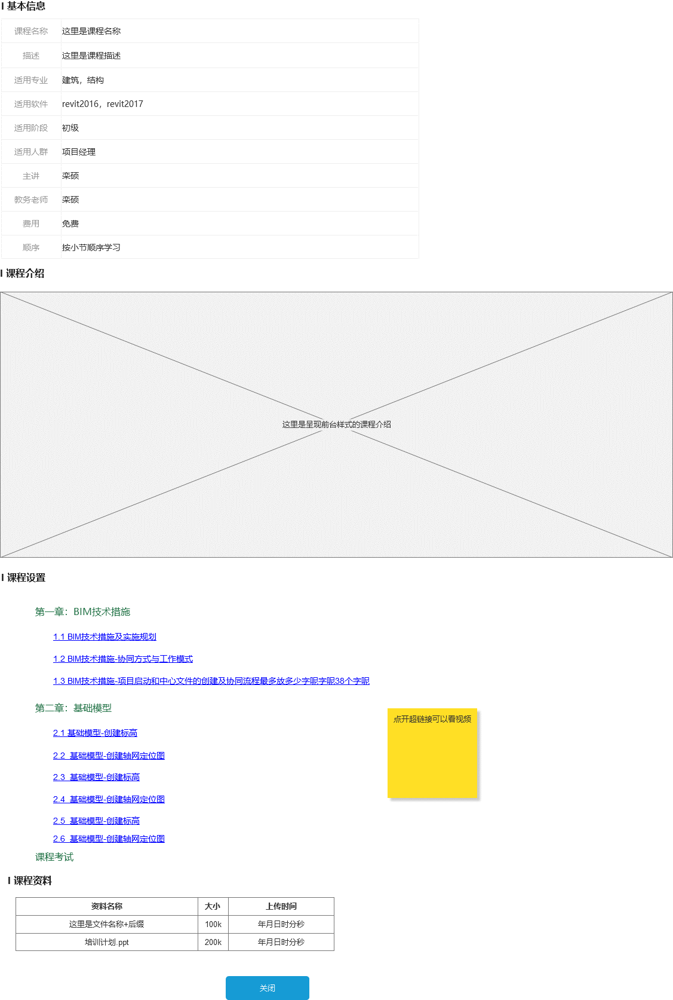 I 基本信息
课程名称 这里是课程名称
描述 这里是课程描述
适用专业 建筑，结构
适用软件 revit2016，revit2017
适用阶段 初级
适用人群 项目经理
主讲 栾硕
教务老师 栾硕
费用 免费
顺序 按小节顺序学习
I 课程介绍
这里是呈现前台样式的课程介绍
I 课程设置
第一章：BIM技术措施
1.1 BIM技术措施及实施规划
1.2 BIM技术措施-协同方式与工作模式
1.3 BIM技术措施-项目启动和中心文件的创建及协同流程最多放多少字呢字呢38个字呢
第二章：基础模型
点开超链接可以看视频
2.1 基础模型-创建标高
2.2 基础模型-创建轴网定位图
2.3 基础模型-创建标高
2.4 基础模型-创建轴网定位图
2.5 基础模型-创建标高
2.6 基础模型-创建轴网定位图
课程考试
I 课程资料
资料名称 大小 上传时间
这里是文件名称+后缀 100k 年月日时分秒
培训计划.ppt 200k 年月日时分秒
关闭